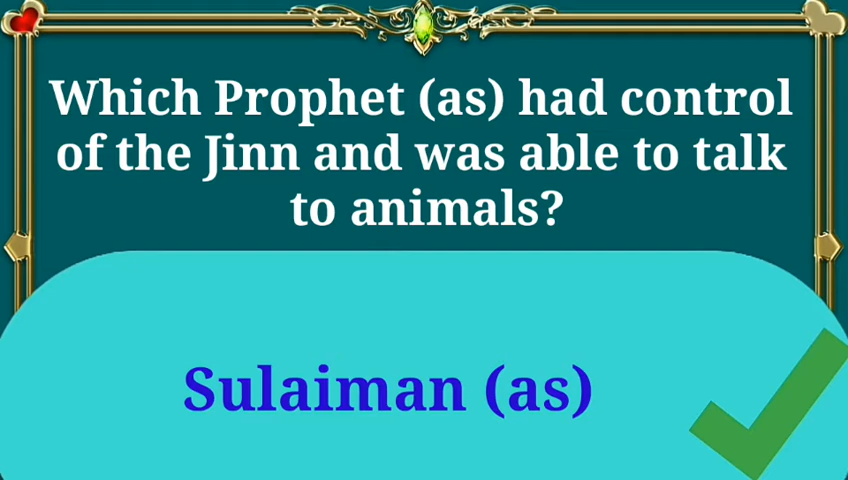 Which Prophet (as) had control
of the Jinn and was able to talk
to animals?
Sulaiman (as)